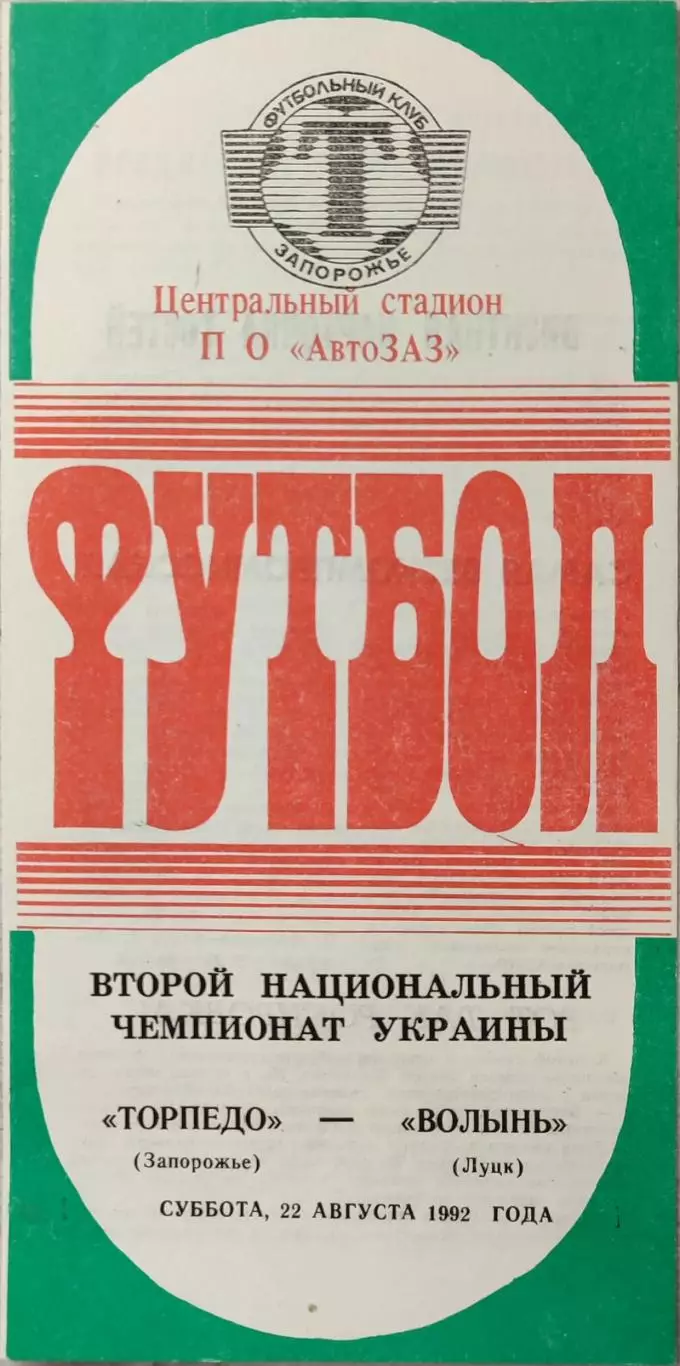 ФУТБОЛЬНЫЙ КЛУБ
Т
ЗАПОРОЖЬЕ
Центральный стадион
П О «АвтоЗАЗ»
ФУТБОЛ
ВТОРОЙ НАЦИОНАЛЬНЫЙ
ЧЕМПИОНАТ УКРАИНЫ
«ТОРПЕДО» — «ВОЛЫНЬ»
(Запорожье) (Луцк)
СУББОТА, 22 АВГУСТА 1992 ГОДА